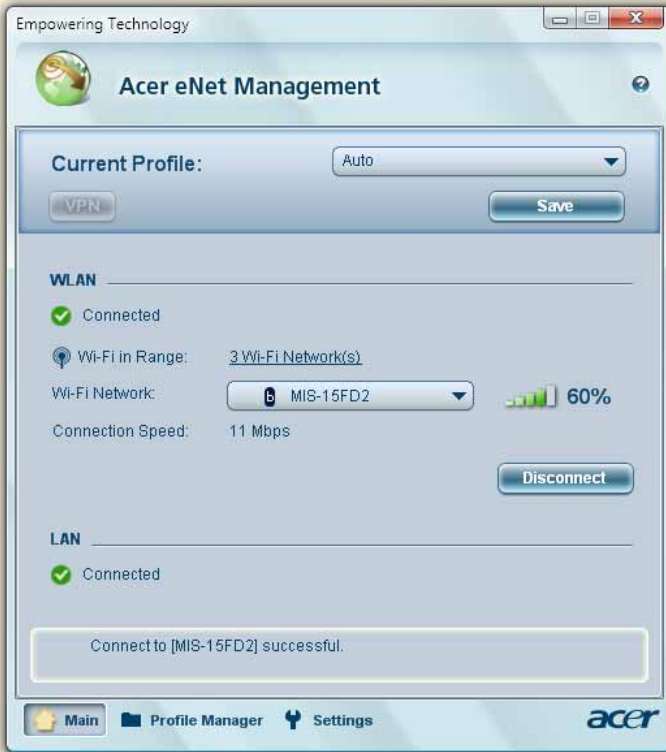 Empowering Technology
Acer eNet Management
Current Profile:
Auto
VPN
Save
WLAN
Connected
Wi-Fi in Range:
3 Wi-Fi Network(s)
Wi-Fi Network:
b MIS-15FD2
60%
Connection Speed:
11 Mbps
Disconnect
LAN
Connected
Connect to [MIS-15FD2] successful.
Main
Profile Manager
Settings
acer